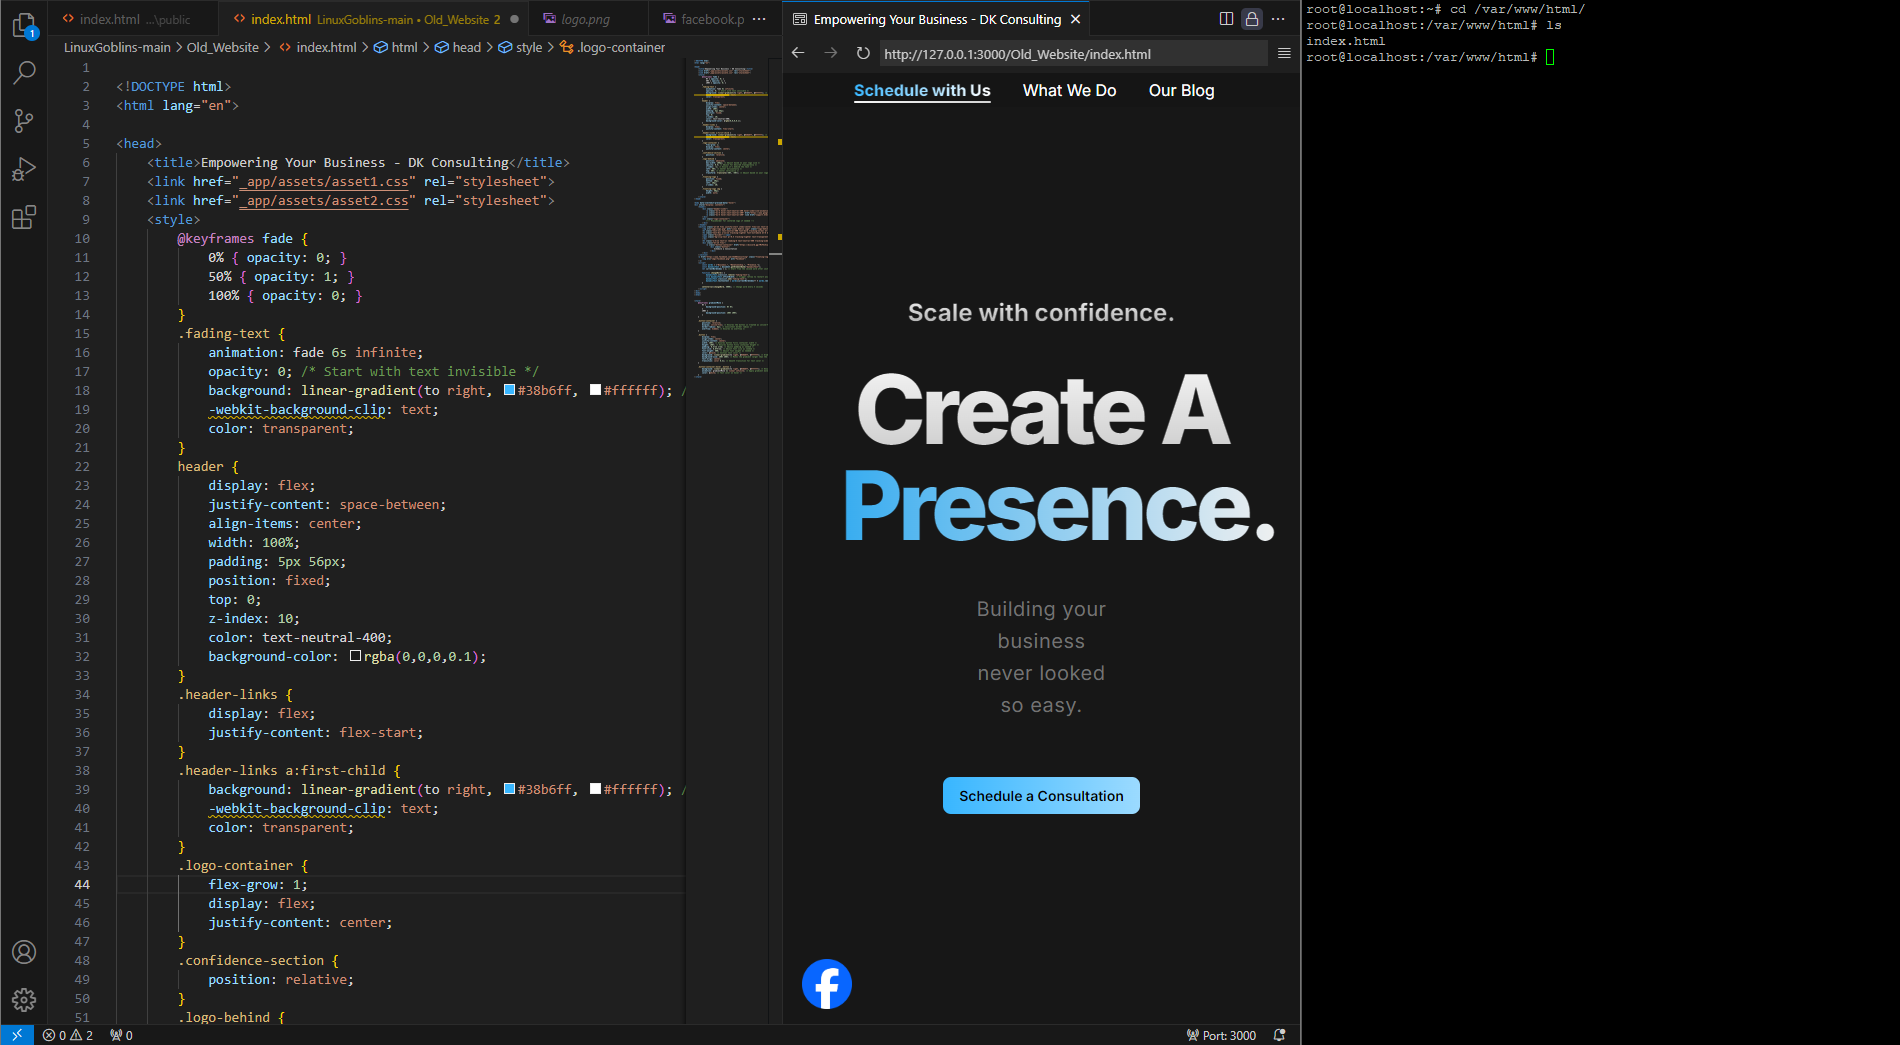 index.html ...\public
index.html LinuxGoblins-main • Old_Website 2
logo.png
facebook.p
LinuxGoblins-main > Old_Website > index.html > html > head > style > .logo-container
1
2 <!DOCTYPE html>
3 <html lang="en">
4
5 <head>
6 <title>Empowering Your Business - DK Consulting</title>
7 <link href="_app/assets/asset1.css" rel="stylesheet">
8 <link href="_app/assets/asset2.css" rel="stylesheet">
9 <style>
10 @keyframes fade {
11 0% { opacity: 0; }
12 50% { opacity: 1; }
13 100% { opacity: 0; }
14 }
15 .fading-text {
16 animation: fade 6s infinite;
17 opacity: 0; /* Start with text invisible */
18 background: linear-gradient(to right, #38b6ff, #ffffff); /
19 -webkit-background-clip: text;
20 color: transparent;
21 }
22 header {
23 display: flex;
24 justify-content: space-between;
25 align-items: center;
26 width: 100%;
27 padding: 5px 56px;
28 position: fixed;
29 top: 0;
30 z-index: 10;
31 color: text-neutral-400;
32 background-color: rgba(0,0,0,0.1);
33 }
34 .header-links {
35 display: flex;
36 justify-content: flex-start;
37 }
38 .header-links a:first-child {
39 background: linear-gradient(to right, #38b6ff, #ffffff); /
40 -webkit-background-clip: text;
41 color: transparent;
42 }
43 .logo-container {
44 flex-grow: 1;
45 display: flex;
46 justify-content: center;
47 }
48 .confidence-section {
49 position: relative;
50 }
51 .logo-behind {
1
0 2 0
Port: 3000
Empowering Your Business - DK Consulting
http://127.0.0.1:3000/Old_Website/index.html
Schedule with Us What We Do Our Blog
Scale with confidence.
Create A
Presence.
Building your
business
never looked
so easy.
Schedule a Consultation
root@localhost:~# cd /var/www/html/
root@localhost:/var/www/html# ls
index.html
root@localhost:/var/www/html#